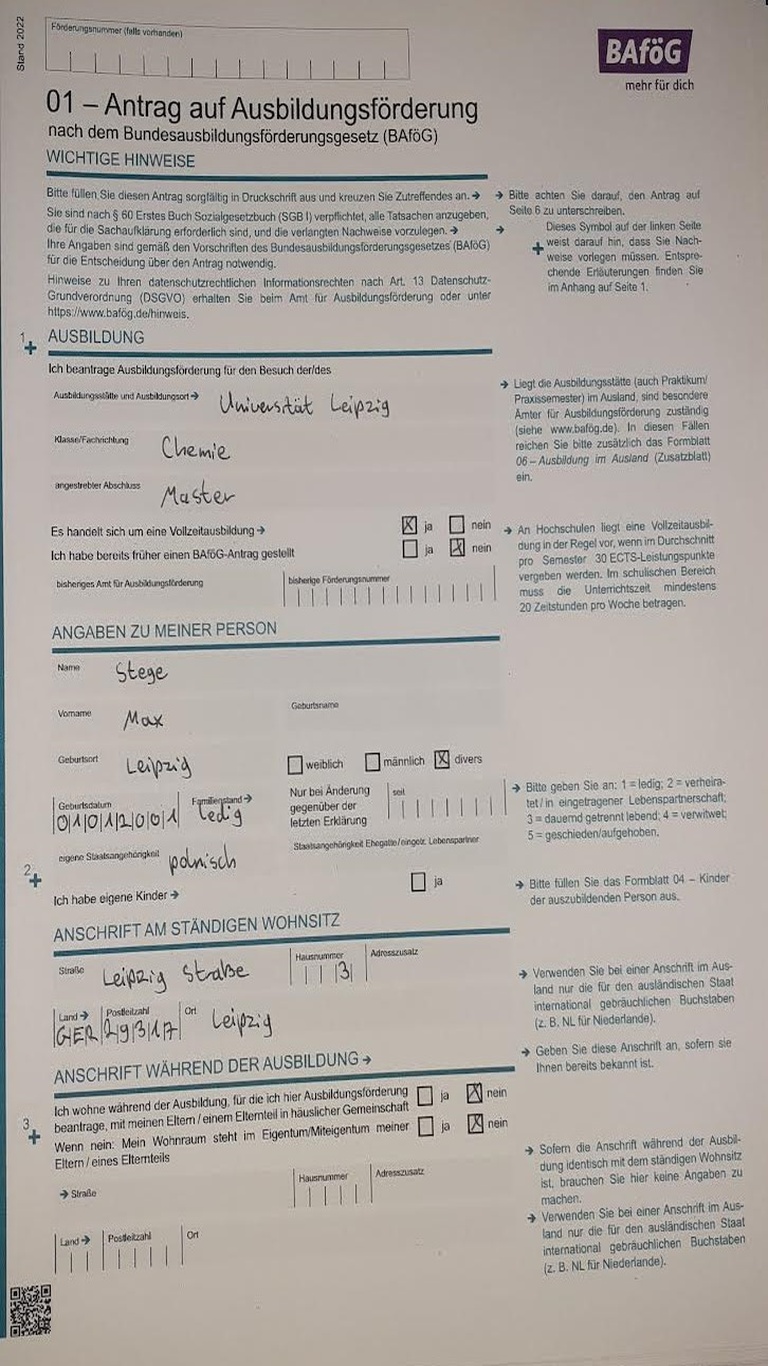 Stand 2022
Förderungsnummer (falls vorhanden)
BAföG
mehr für dich
01 – Antrag auf Ausbildungsförderung
nach dem Bundesausbildungsförderungsgesetz (BAföG)
WICHTIGE HINWEISE
Bitte füllen Sie diesen Antrag sorgfältig in Druckschrift aus und kreuzen Sie Zutreffendes an. →
Sie sind nach § 60 Erstes Buch Sozialgesetzbuch (SGB I) verpflichtet, alle Tatsachen anzugeben,
die für die Sachaufklärung erforderlich sind, und die verlangten Nachweise vorzulegen. →
Ihre Angaben sind gemäß den Vorschriften des Bundesausbildungsförderungsgesetzes (BAföG)
für die Entscheidung über den Antrag notwendig.
Hinweise zu Ihren datenschutzrechtlichen Informationsrechten nach Art. 13 Datenschutz-
Grundverordnung (DSGVO) erhalten Sie beim Amt für Ausbildungsförderung oder unter
https://www.bafög.de/hinweis.
→ Bitte achten Sie darauf, den Antrag auf
Seite 6 zu unterschreiben.
→ Dieses Symbol auf der linken Seite
+ weist darauf hin, dass Sie Nach-
weise vorlegen müssen. Entspre-
chende Erläuterungen finden Sie
im Anhang auf Seite 1.
1 + AUSBILDUNG
Ich beantrage Ausbildungsförderung für den Besuch der/des
Ausbildungsstätte und Ausbildungsort → Universität Leipzig
Klasse/Fachrichtung Chemie
angestrebter Abschluss Master
→ Liegt die Ausbildungsstätte (auch Praktikum/
Praxissemester) im Ausland, sind besondere
Ämter für Ausbildungsförderung zuständig
(siehe www.bafög.de). In diesen Fällen
reichen Sie bitte zusätzlich das Formblatt
06 – Ausbildung im Ausland (Zusatzblatt)
ein.
Es handelt sich um eine Vollzeitausbildung → X ja nein
Ich habe bereits früher einen BAföG-Antrag gestellt ja X nein
bisheriges Amt für Ausbildungsförderung bisherige Förderungsnummer
→ An Hochschulen liegt eine Vollzeitausbil-
dung in der Regel vor, wenn im Durchschnitt
pro Semester 30 ECTS-Leistungspunkte
vergeben werden. Im schulischen Bereich
muss die Unterrichtszeit mindestens
20 Zeitstunden pro Woche betragen.
ANGABEN ZU MEINER PERSON
Name Stege
Vorname Max Geburtsname
Geburtsort Leipzig weiblich männlich X divers
Geburtsdatum 01012001 Familienstand → ledig
Nur bei Änderung
gegenüber der
letzten Erklärung
seit
→ Bitte geben Sie an: 1 = ledig; 2 = verheira-
tet / in eingetragener Lebenspartnerschaft;
3 = dauernd getrennt lebend; 4 = verwitwet;
5 = geschieden/aufgehoben.
eigene Staatsangehörigkeit polnisch Staatsangehörigkeit Ehegatte/eingetr. Lebenspartner
2 + Ich habe eigene Kinder → ja
→ Bitte füllen Sie das Formblatt 04 – Kinder
der auszubildenden Person aus.
ANSCHRIFT AM STÄNDIGEN WOHNSITZ
Straße Leipzig Straße Hausnummer 3 Adresszusatz
Land → GER Postleitzahl 29317 Ort Leipzig
→ Verwenden Sie bei einer Anschrift im Aus-
land nur die für den ausländischen Staat
international gebräuchlichen Buchstaben
(z. B. NL für Niederlande).
ANSCHRIFT WÄHREND DER AUSBILDUNG →
→ Geben Sie diese Anschrift an, sofern sie
Ihnen bereits bekannt ist.
3 + Ich wohne während der Ausbildung, für die ich hier Ausbildungsförderung
beantrage, mit meinen Eltern / einem Elternteil in häuslicher Gemeinschaft ja X nein
Wenn nein: Mein Wohnraum steht im Eigentum/Miteigentum meiner
Eltern / eines Elternteils ja X nein
→ Straße Hausnummer Adresszusatz
Land → Postleitzahl Ort
→ Sofern die Anschrift während der Ausbil-
dung identisch mit dem ständigen Wohnsitz
ist, brauchen Sie hier keine Angaben zu
machen.
→ Verwenden Sie bei einer Anschrift im Aus-
land nur die für den ausländischen Staat
international gebräuchlichen Buchstaben
(z. B. NL für Niederlande).